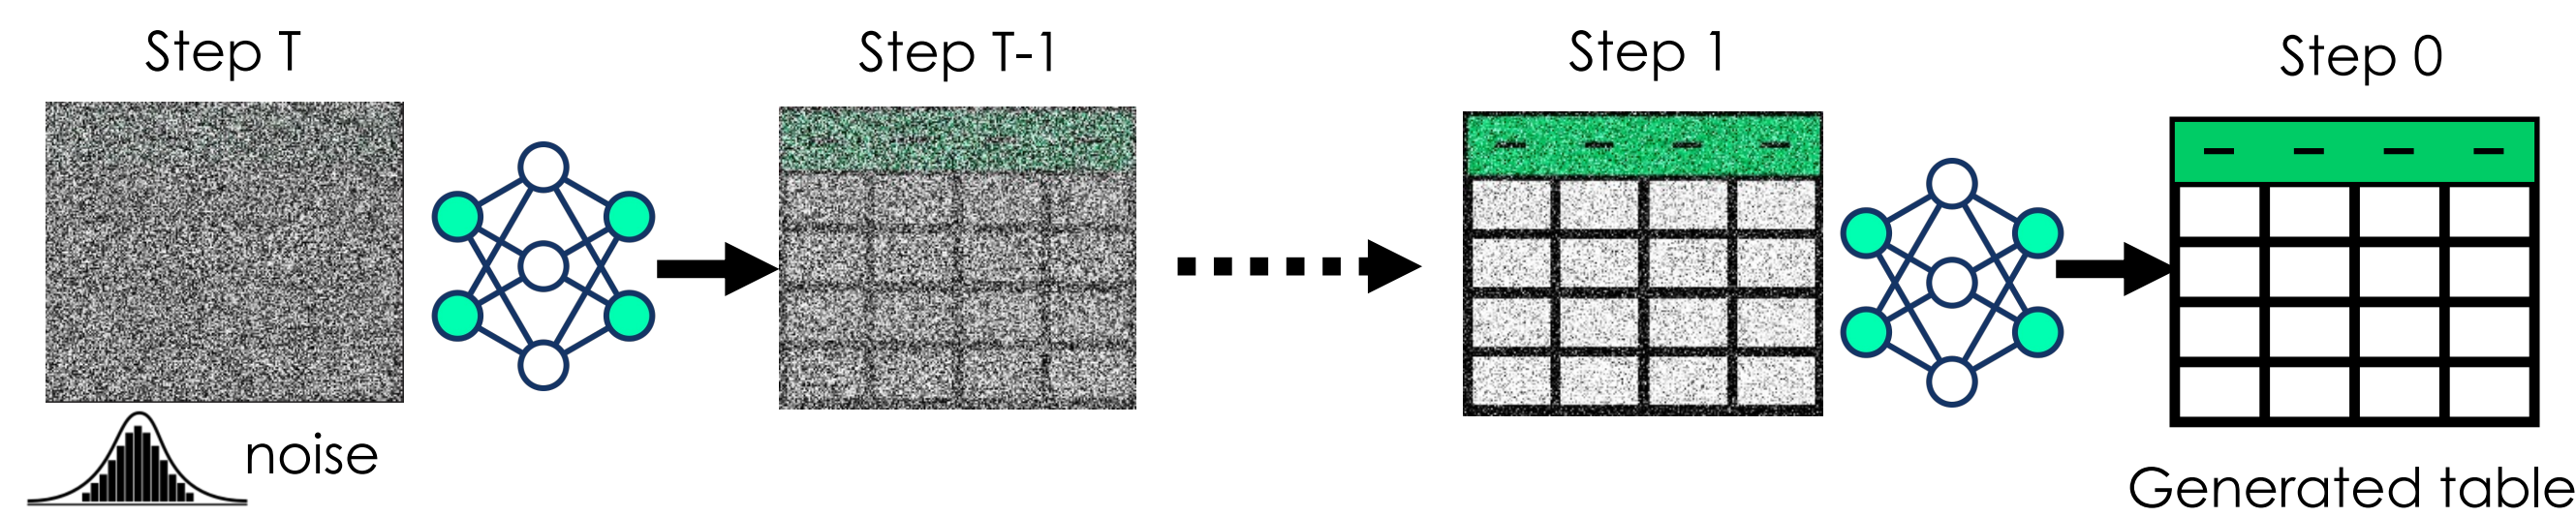 Step T
Step T-1
Step 1
Step 0
noise
Generated table